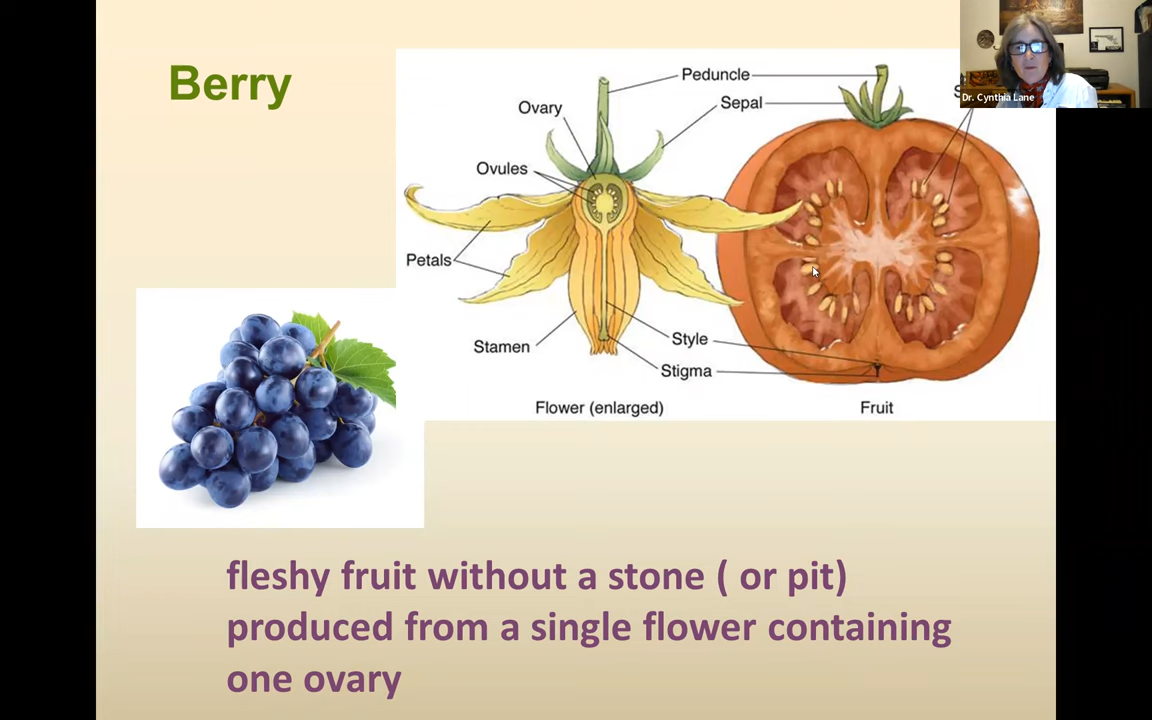 Berry
Peduncle
Ovary
Sepal
Dr. Cynthia Lane
Ovules
Petals
Stamen
Style
Stigma
Flower (enlarged)
Fruit
fleshy fruit without a stone ( or pit)
produced from a single flower containing
one ovary